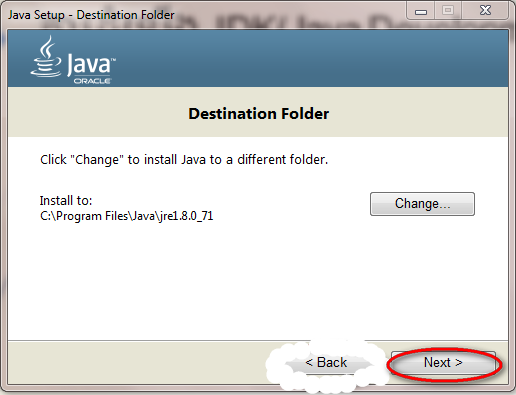 Java Setup - Destination Folder
Java™
ORACLE
Destination Folder
Click "Change" to install Java to a different folder.
Install to:
C:\Program Files\Java\jre1.8.0_71
Change...
< Back
Next >